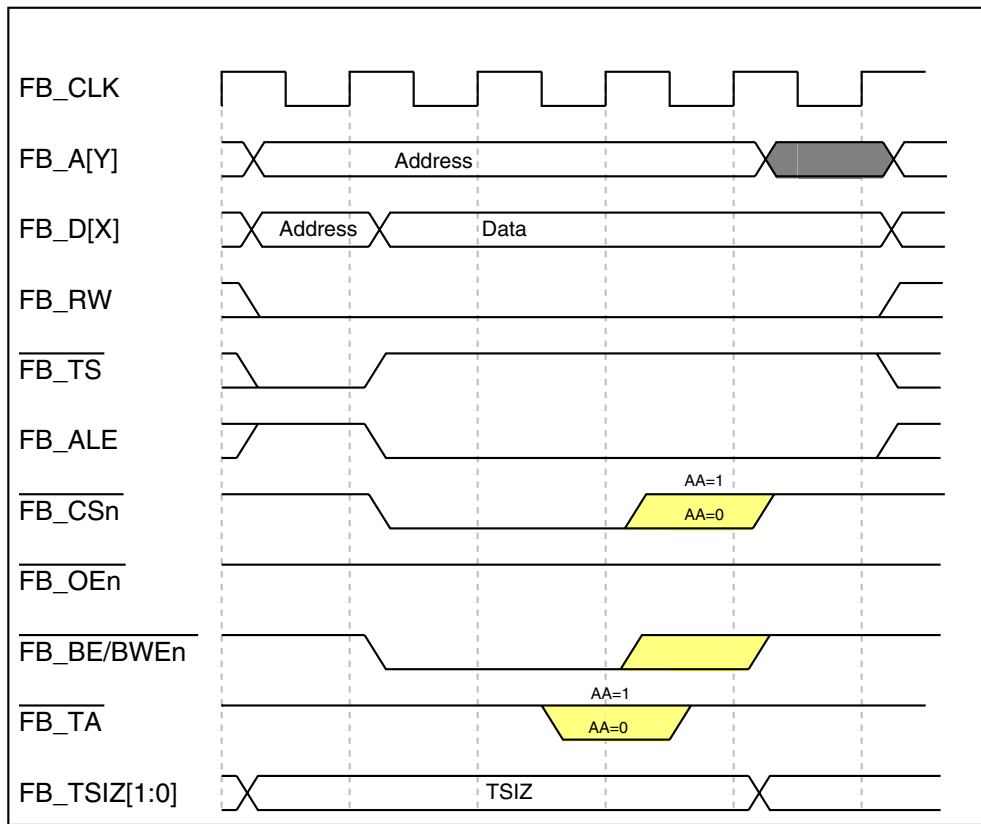 FB_CLK
FB_A[Y]
Address
FB_D[X]
Address
Data
FB_RW
FB_TS
FB_ALE
AA=1
FB_CSn
AA=0
FB_OEn
FB_BE/BWEn
AA=1
FB_TA
AA=0
FB_TSIZ[1:0]
TSIZ